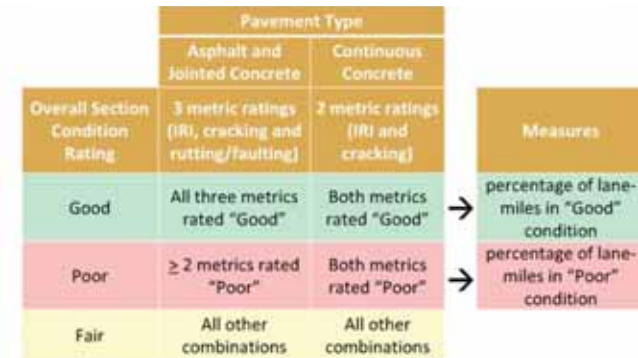 Pavement Type
Asphalt and
Jointed Concrete
Continuous
Concrete
Overall Section
Condition
Rating
3 metric ratings
(IRI, cracking and
rutting/faulting)
2 metric ratings
(IRI and
cracking)
Measures
Good
All three metrics
rated "Good"
Both metrics
rated "Good"
→
percentage of lane-
miles in "Good"
condition
Poor
≥ 2 metrics rated
"Poor"
Both metrics
rated "Poor"
→
percentage of lane-
miles in "Poor"
condition
Fair
All other
combinations
All other
combinations